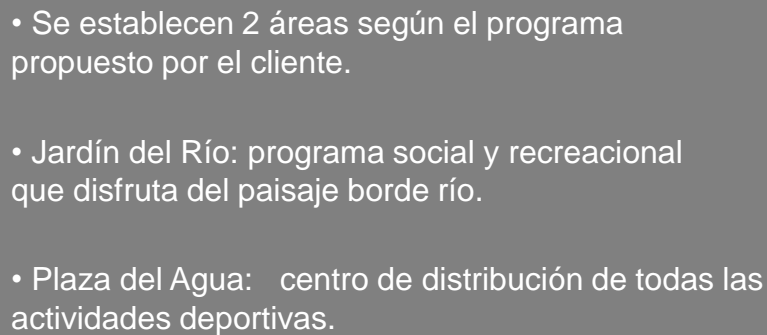 • Se establecen 2 áreas según el programa
propuesto por el cliente.
• Jardín del Río: programa social y recreacional
que disfruta del paisaje borde río.
• Plaza del Agua:   centro de distribución de todas las
actividades deportivas.